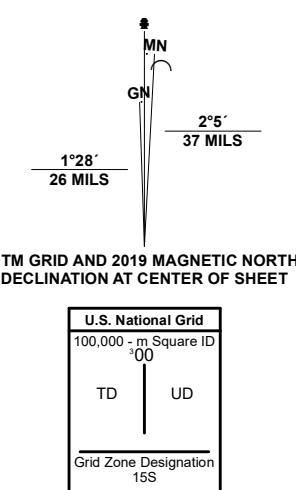 MN
GN
2°5´
37 MILS
1°28´
26 MILS
TM GRID AND 2019 MAGNETIC NORTH
DECLINATION AT CENTER OF SHEET
U.S. National Grid
100,000 - m Square ID
³00
TD UD
Grid Zone Designation
15S